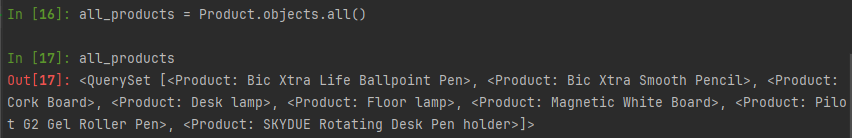 In [16]: all_products = Product.objects.all()
In [17]: all_products
Out[17]: <QuerySet [<Product: Bic Xtra Life Ballpoint Pen>, <Product: Bic Xtra Smooth Pencil>, <Product:
Cork Board>, <Product: Desk lamp>, <Product: Floor lamp>, <Product: Magnetic White Board>, <Product: Pilo
t G2 Gel Roller Pen>, <Product: SKYDUE Rotating Desk Pen holder>]>